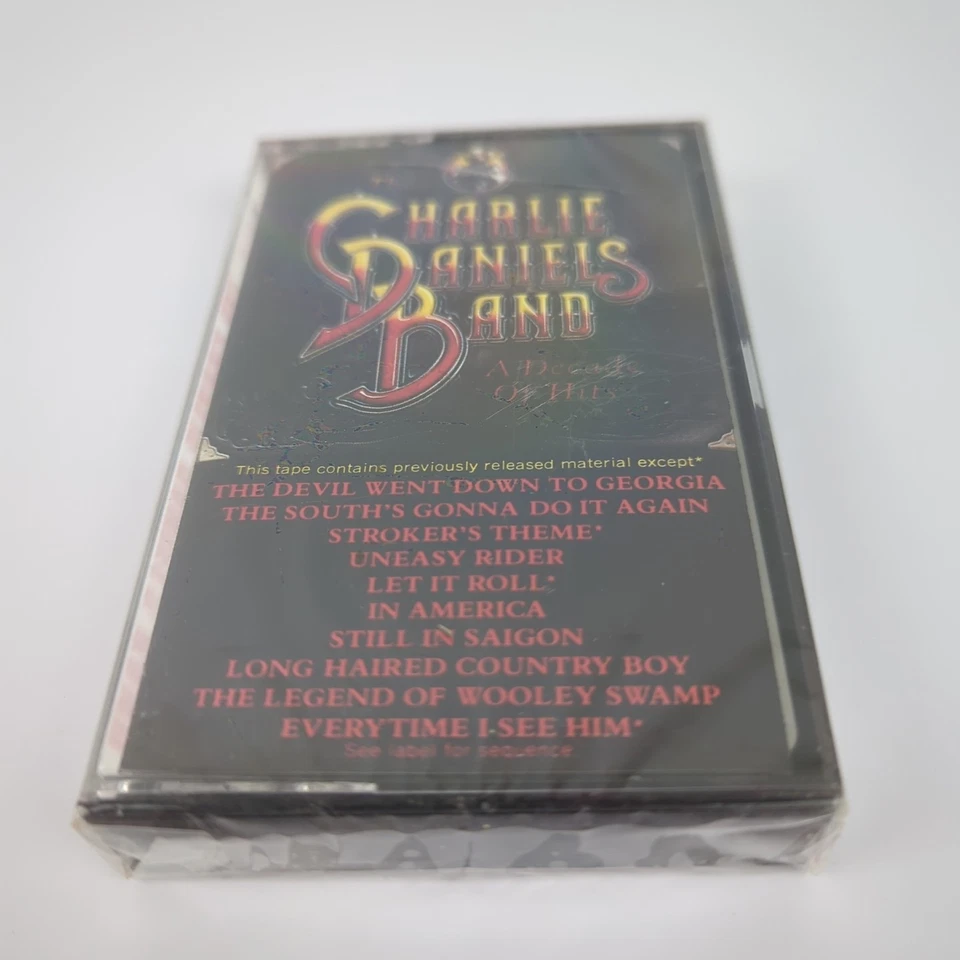 CHARLIE
DANIELS
BAND
A Decade
Of Hits
This tape contains previously released material except*
THE DEVIL WENT DOWN TO GEORGIA
THE SOUTH'S GONNA DO IT AGAIN
STROKER'S THEME*
UNEASY RIDER
LET IT ROLL*
IN AMERICA
STILL IN SAIGON
LONG HAIRED COUNTRY BOY
THE LEGEND OF WOOLEY SWAMP
EVERYTIME I SEE HIM*
See label for sequence.